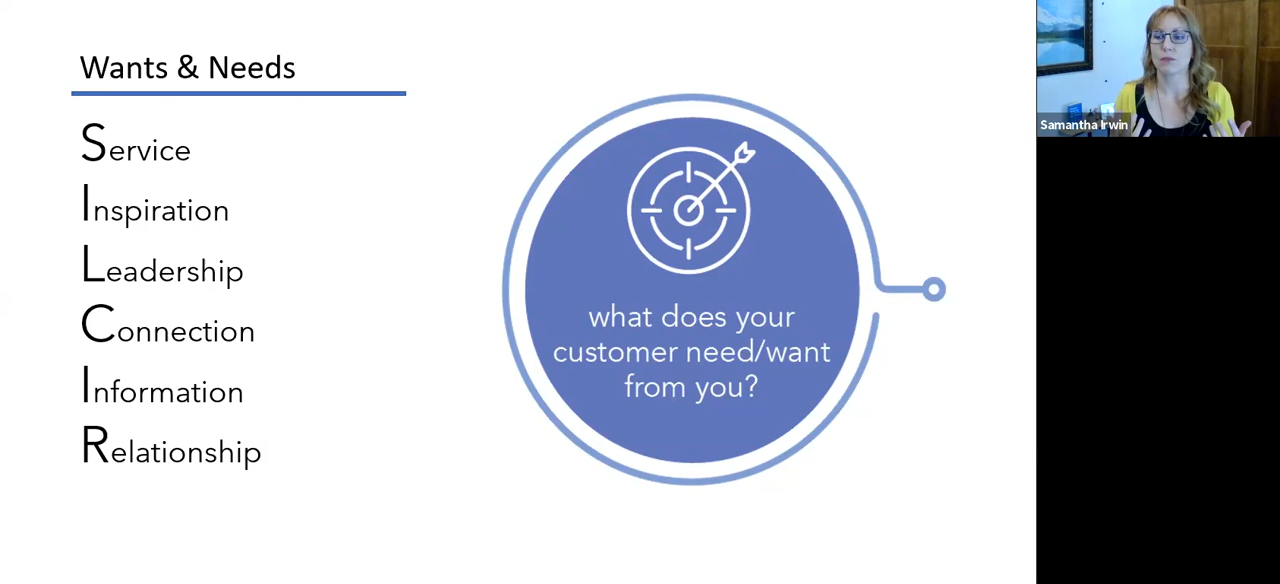 Wants & Needs
Service
Inspiration
Leadership
Connection
Information
Relationship
what does your
customer need/want
from you?
Samantha Irwin